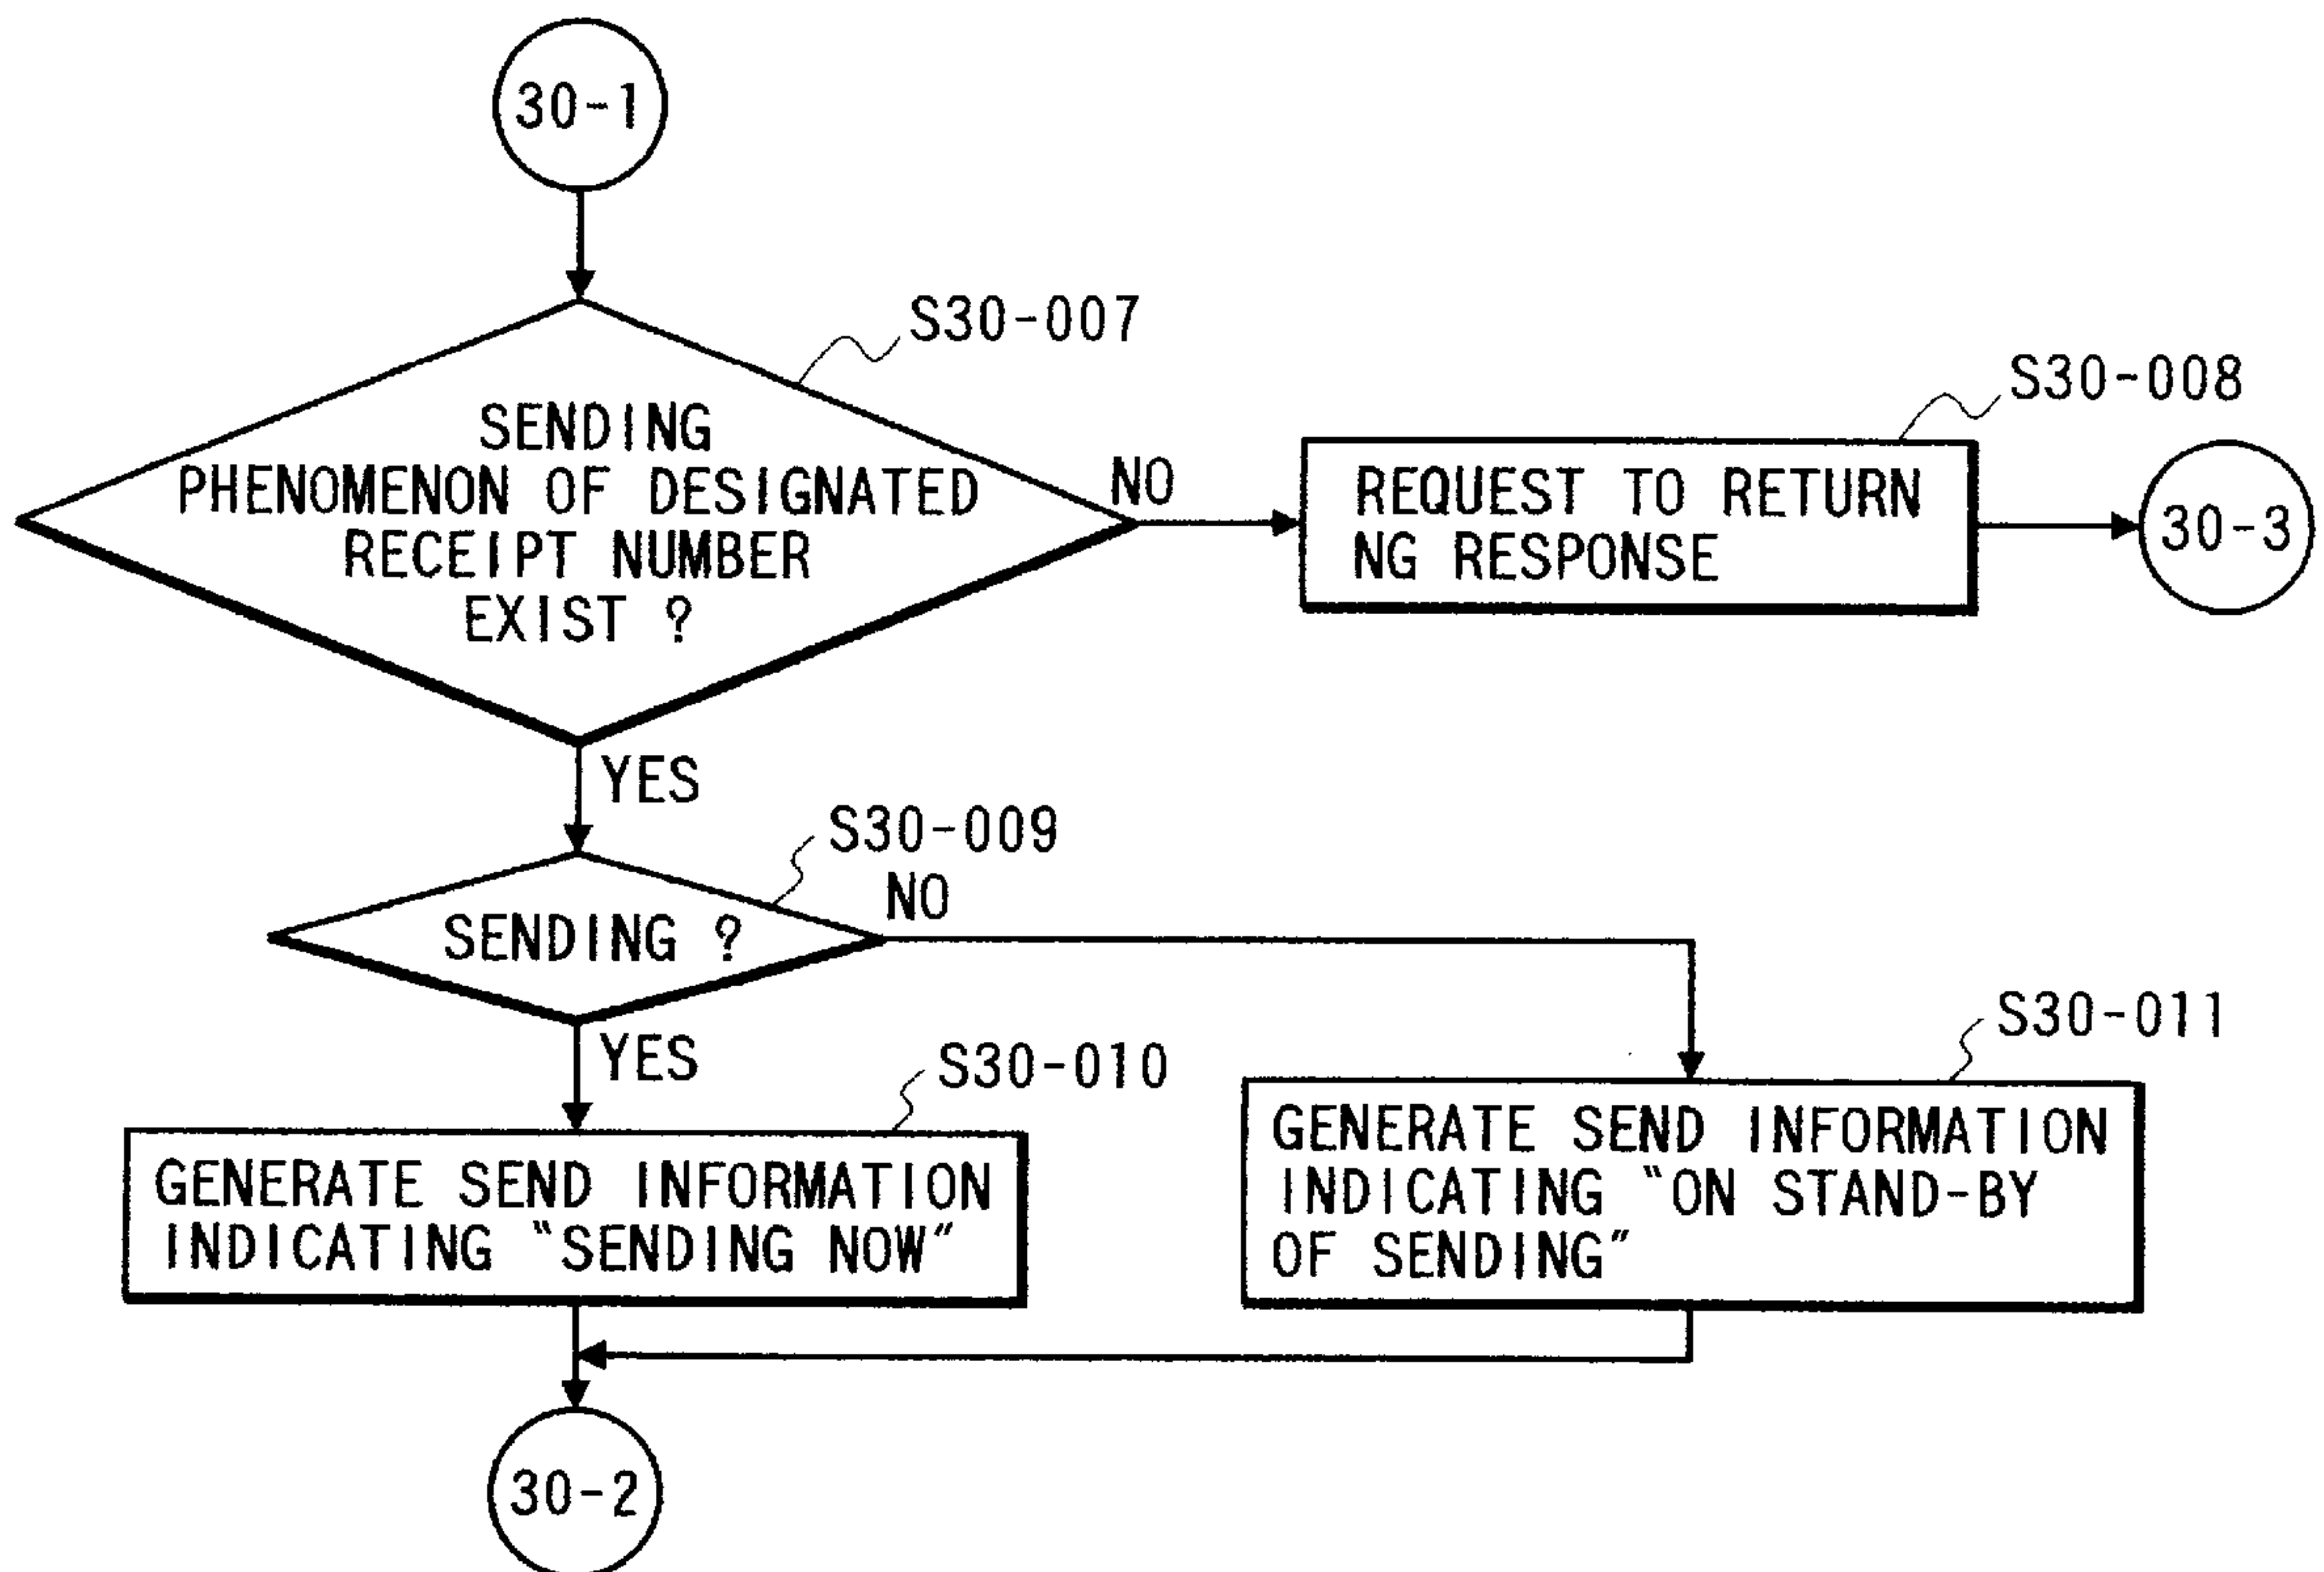 30-1
S30-007
SENDING
PHENOMENON OF DESIGNATED
RECEIPT NUMBER
EXIST ?
NO
S30-008
REQUEST TO RETURN
NG RESPONSE
30-3
YES
S30-009
SENDING ?
NO
YES
S30-010
GENERATE SEND INFORMATION
INDICATING "SENDING NOW"
S30-011
GENERATE SEND INFORMATION
INDICATING "ON STAND-BY
OF SENDING"
30-2